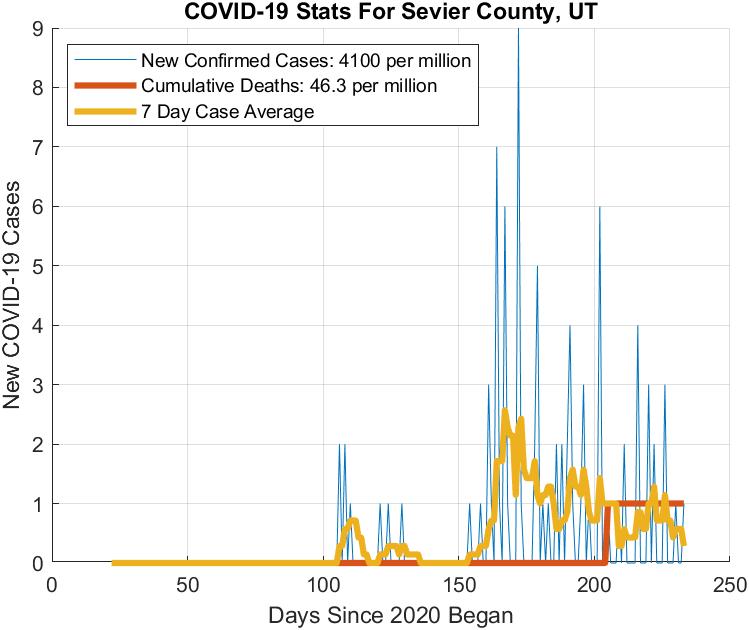 COVID-19 Stats For Sevier County, UT
New Confirmed Cases: 4100 per million
Cumulative Deaths: 46.3 per million
7 Day Case Average
New COVID-19 Cases
9
8
7
6
5
4
3
2
1
0
0 50 100 150 200 250
Days Since 2020 Began